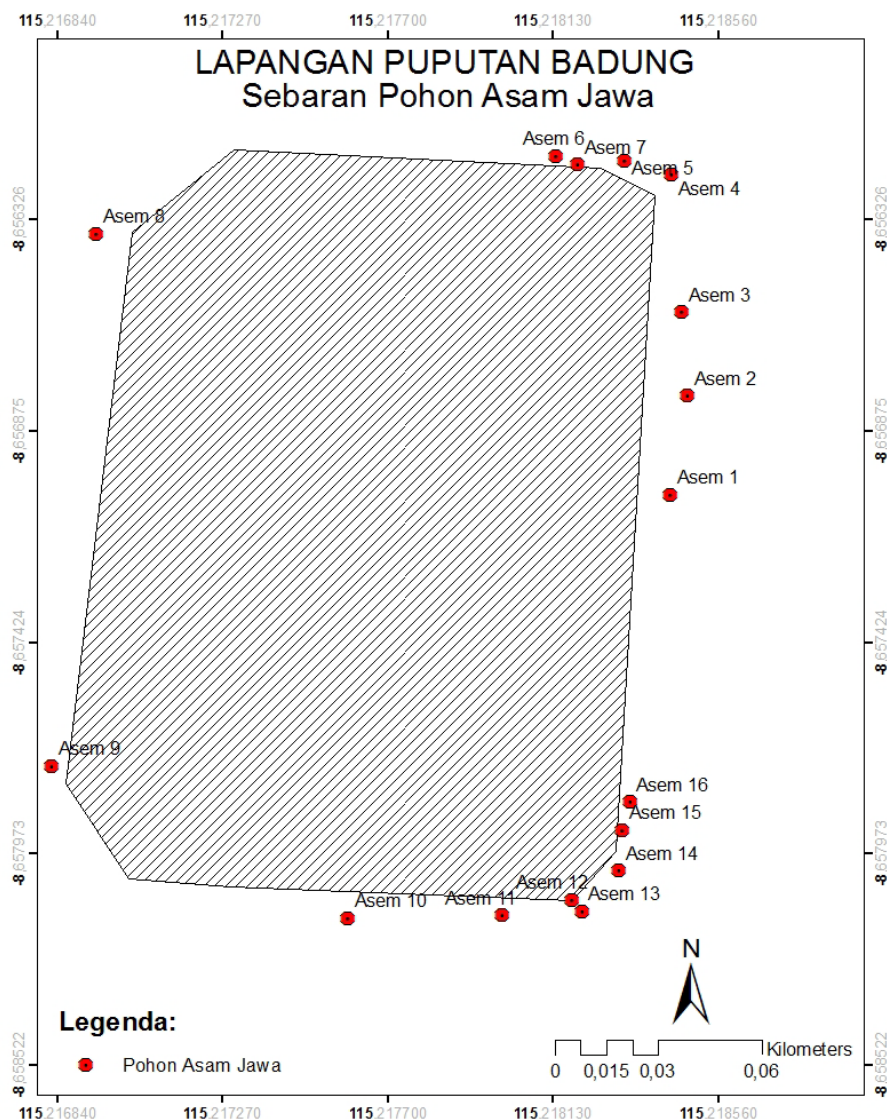 115,216840 115,217270 115,217700 115,218130 115,218560
LAPANGAN PUPUTAN BADUNG
Sebaran Pohon Asam Jawa
Asem 6
Asem 7
Asem 5
Asem 4
Asem 8
-8,656326 -8,656326
Asem 3
Asem 2
-8,656875 -8,656875
Asem 1
-8,657424 -8,657424
Asem 9
Asem 16
Asem 15
-8,657973 -8,657973
Asem 14
Asem 12
Asem 13
Asem 10
Asem 11
N
Legenda:
Pohon Asam Jawa
Kilometers
0 0,015 0,03 0,06
-8,658522 -8,658522
115,216840 115,217270 115,217700 115,218130 115,218560